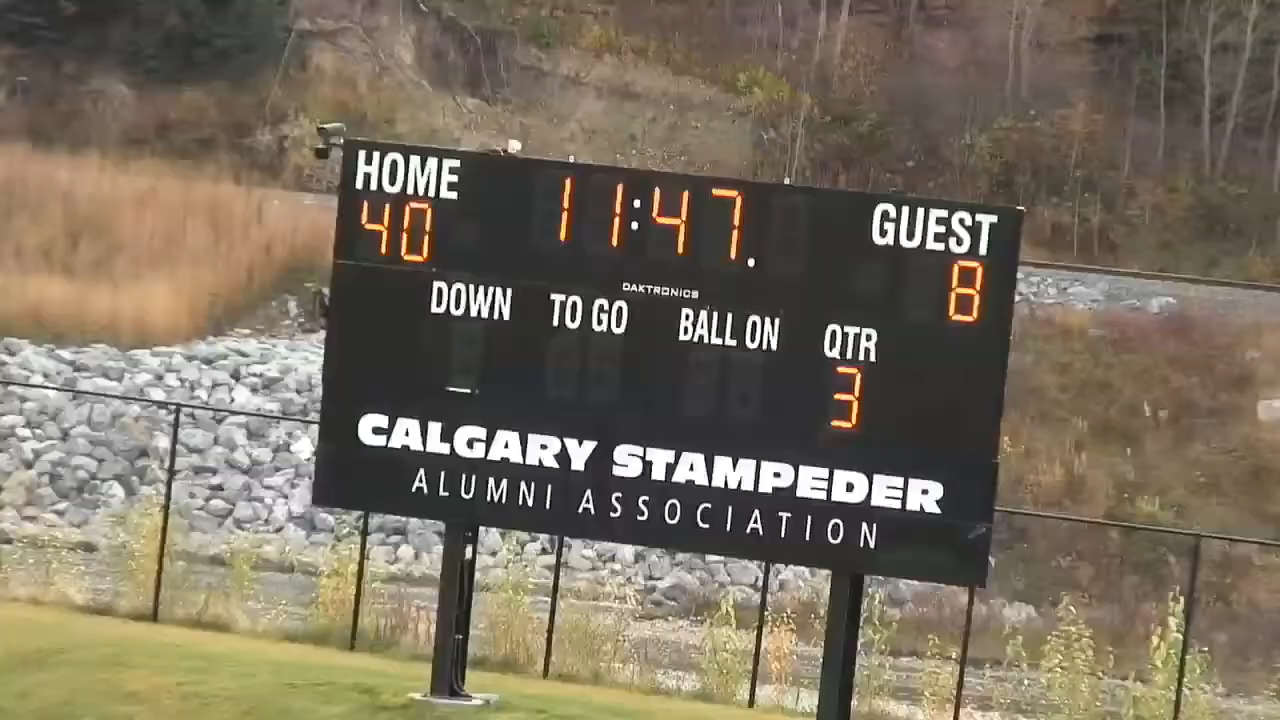 HOME 11:47. GUEST
40 8
DAKTRONICS
DOWN TO GO BALL ON QTR
3
CALGARY STAMPEDER
ALUMNI ASSOCIATION